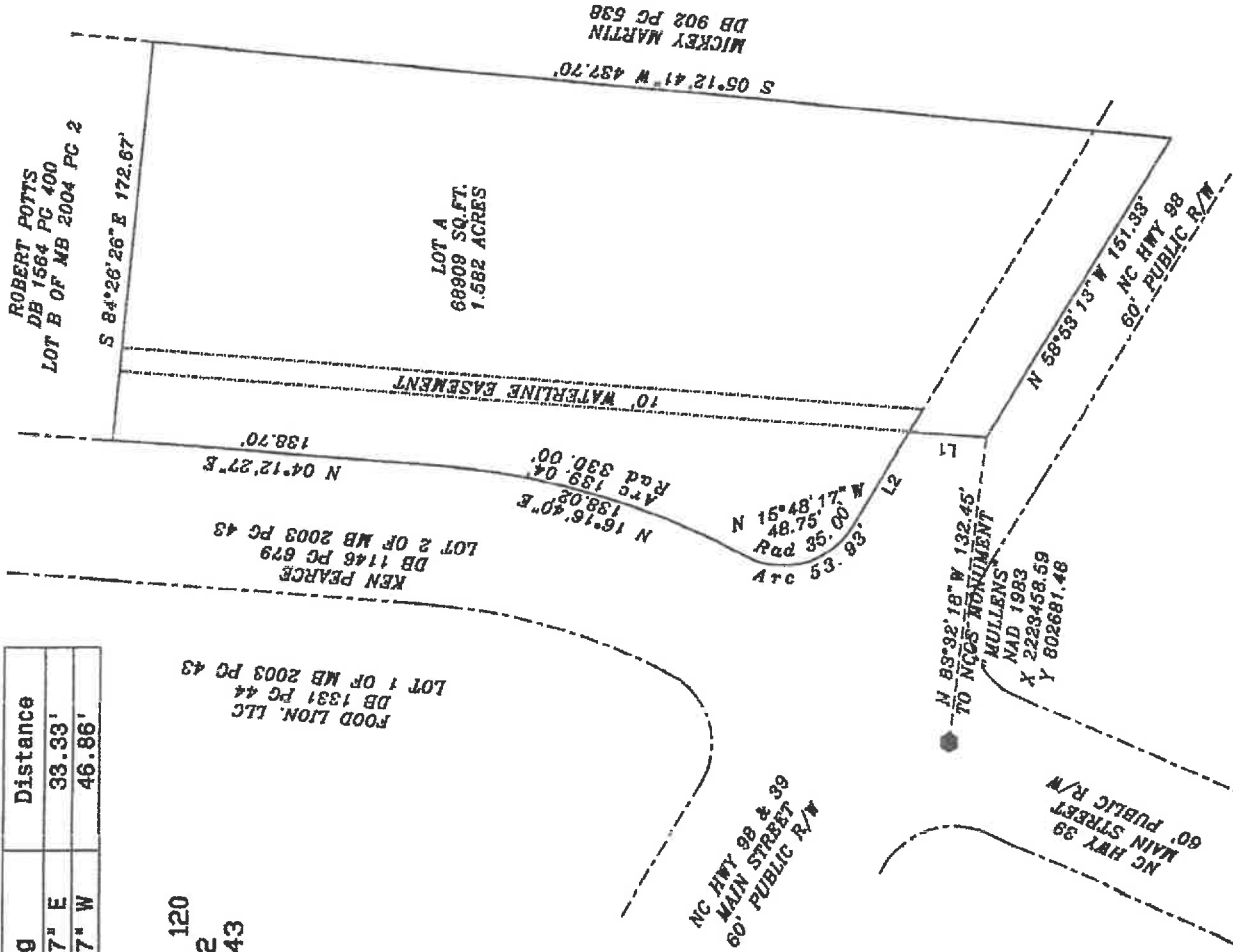 MICKEY MARTIN
DB 902 PG 538
ROBERT POTTS
DB 1564 PG 400
LOT B OF MB 2004 PG 2
S 84°26'26" E 172.67'
S 05°12'41" W 437.70'
LOT A
68909 SQ.FT.
1.582 ACRES
10' WATERLINE EASEMENT
N 04°12'27" E
138.70'
N 16°16'40" E
138.02'
Arc 139.04'
Rad 330.00'
KEN PEARCE
DB 1146 PG 679
LOT 2 OF MB 2003 PG 43
N 15°48'17" W
48.75'
Rad 35.00'
Arc 53.93'
L2
L1
N 58°53'13" W 151.33'
NC HWY 98
60' PUBLIC R/W
FOOD LION, LLC
DB 1331 PG 44
LOT 1 OF MB 2003 PG 43
N 83°32'18" W 132.45'
TO NCGS MONUMENT
"MULLENS"
NAD 1983
X 2223458.59
Y 802681.48
NC HWY 98 & 39
MAIN STREET
60' PUBLIC R/W
NC HWY 39
MAIN STREET
60' PUBLIC R/W
g Distance
7" E 33.33'
7" W 46.86'
120
2
43